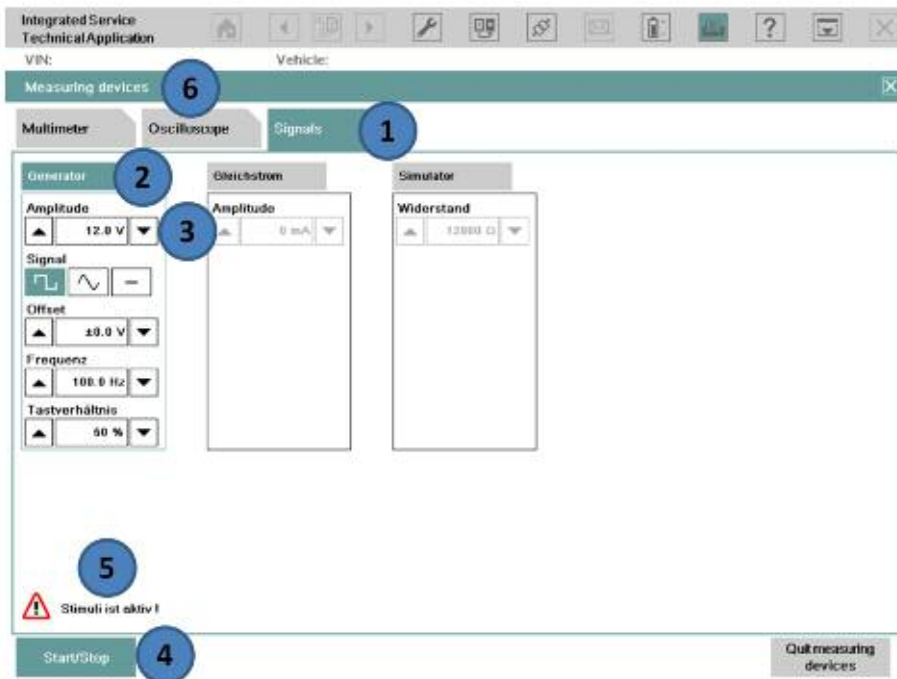 Integrated Service
Technical Application
VIN:
Vehicle:
Measuring devices
6
Multimeter
Oscilloscope
Signals
1
Generator
2
Gleichstrom
Simulator
Amplitude
12.0 V
3
Amplitude
0 mA
Widerstand
12000 Ω
Signal
Offset
±0.0 V
Frequenz
100.0 Hz
Tastverhältnis
60 %
5
Stimuli ist aktiv !
Start/Stop
4
Quit measuring
devices